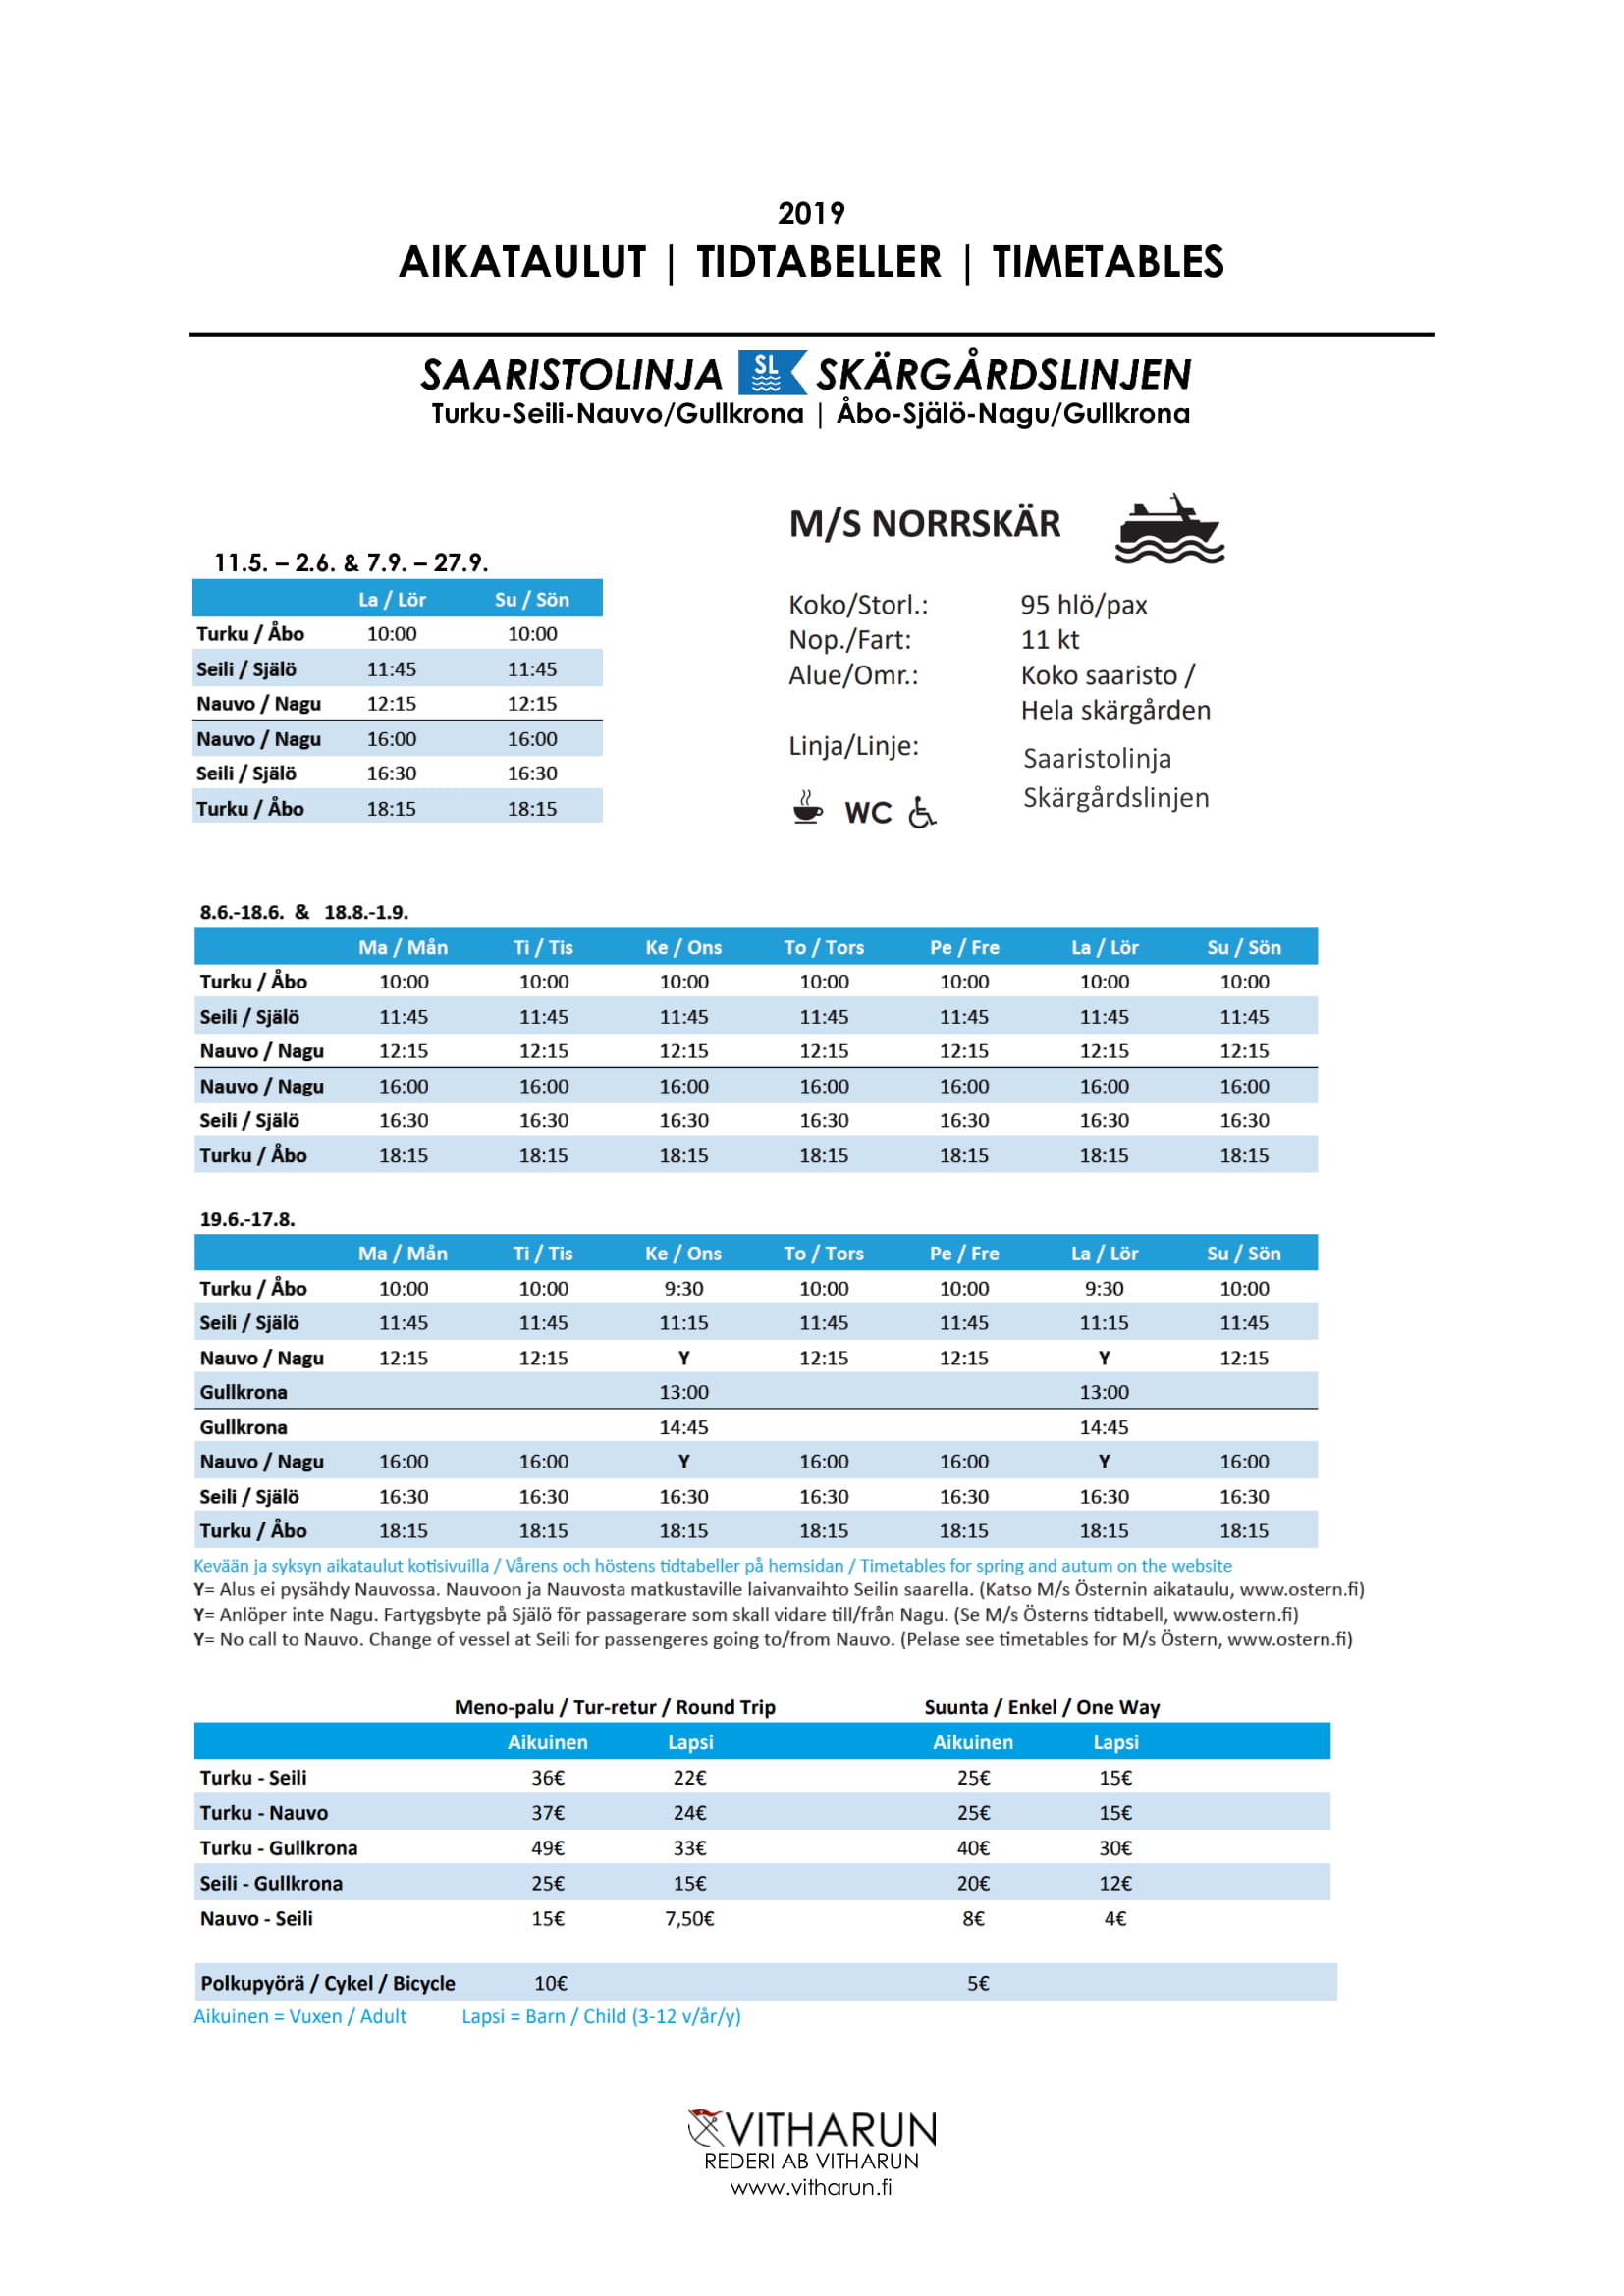 2019
AIKATAULUT | TIDTABELLER | TIMETABLES
SAARISTOLINJA SL SKÄRGÅRDSLINJEN
Turku-Seili-Nauvo/Gullkrona | Åbo-Själö-Nagu/Gullkrona
M/S NORRSKÄR
Koko/Storl.: 95 hlö/pax
Nop./Fart: 11 kt
Alue/Omr.: Koko saaristo /
Hela skärgården
Linja/Linje: Saaristolinja
Skärgårdslinjen
WC
11.5. – 2.6. & 7.9. – 27.9.
La / Lör Su / Sön
Turku / Åbo 10:00 10:00
Seili / Själö 11:45 11:45
Nauvo / Nagu 12:15 12:15
Nauvo / Nagu 16:00 16:00
Seili / Själö 16:30 16:30
Turku / Åbo 18:15 18:15
8.6.-18.6. & 18.8.-1.9.
Ma / Mån Ti / Tis Ke / Ons To / Tors Pe / Fre La / Lör Su / Sön
Turku / Åbo 10:00 10:00 10:00 10:00 10:00 10:00 10:00
Seili / Själö 11:45 11:45 11:45 11:45 11:45 11:45 11:45
Nauvo / Nagu 12:15 12:15 12:15 12:15 12:15 12:15 12:15
Nauvo / Nagu 16:00 16:00 16:00 16:00 16:00 16:00 16:00
Seili / Själö 16:30 16:30 16:30 16:30 16:30 16:30 16:30
Turku / Åbo 18:15 18:15 18:15 18:15 18:15 18:15 18:15
19.6.-17.8.
Ma / Mån Ti / Tis Ke / Ons To / Tors Pe / Fre La / Lör Su / Sön
Turku / Åbo 10:00 10:00 9:30 10:00 10:00 9:30 10:00
Seili / Själö 11:45 11:45 11:15 11:45 11:45 11:15 11:45
Nauvo / Nagu 12:15 12:15 Y 12:15 12:15 Y 12:15
Gullkrona 13:00 13:00
Gullkrona 14:45 14:45
Nauvo / Nagu 16:00 16:00 Y 16:00 16:00 Y 16:00
Seili / Själö 16:30 16:30 16:30 16:30 16:30 16:30 16:30
Turku / Åbo 18:15 18:15 18:15 18:15 18:15 18:15 18:15
Kevään ja syksyn aikataulut kotisivuilla / Vårens och höstens tidtabeller på hemsidan / Timetables for spring and autum on the website
Y= Alus ei pysähdy Nauvossa. Nauvoon ja Nauvosta matkustaville laivanvaihto Seilin saarella. (Katso M/s Östernin aikataulu, www.ostern.fi)
Y= Anlöper inte Nagu. Fartygsbyte på Själö för passagerare som skall vidare till/från Nagu. (Se M/s Österns tidtabell, www.ostern.fi)
Y= No call to Nauvo. Change of vessel at Seili for passengeres going to/from Nauvo. (Pelase see timetables for M/s Östern, www.ostern.fi)
Meno-palu / Tur-retur / Round Trip Suunta / Enkel / One Way
Aikuinen Lapsi Aikuinen Lapsi
Turku - Seili 36€ 22€ 25€ 15€
Turku - Nauvo 37€ 24€ 25€ 15€
Turku - Gullkrona 49€ 33€ 40€ 30€
Seili - Gullkrona 25€ 15€ 20€ 12€
Nauvo - Seili 15€ 7,50€ 8€ 4€
Polkupyörä / Cykel / Bicycle 10€ 5€
Aikuinen = Vuxen / Adult Lapsi = Barn / Child (3-12 v/år/y)
VITHARUN
REDERI AB VITHARUN
www.vitharun.fi